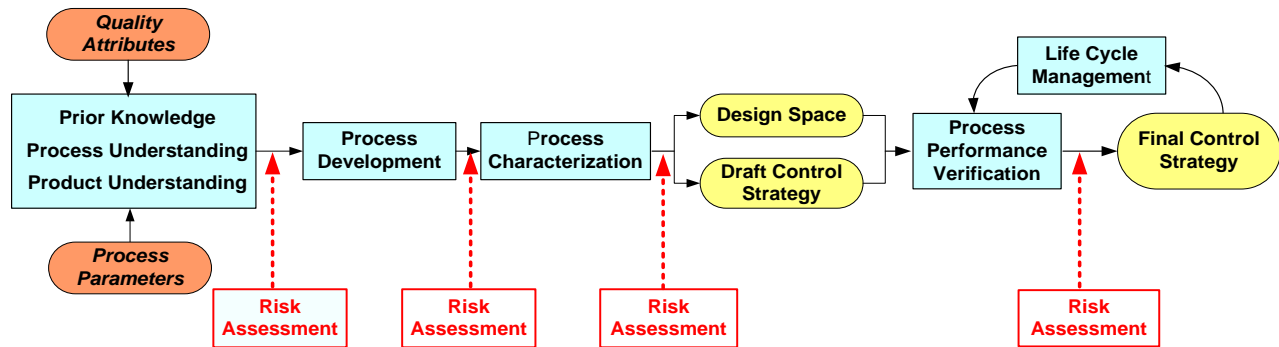 Quality
Attributes
Prior Knowledge
Process Understanding
Product Understanding
Process
Parameters
Process
Development
Process
Characterization
Design Space
Draft Control
Strategy
Life Cycle
Management
Process
Performance
Verification
Final Control
Strategy
Risk
Assessment
Risk
Assessment
Risk
Assessment
Risk
Assessment